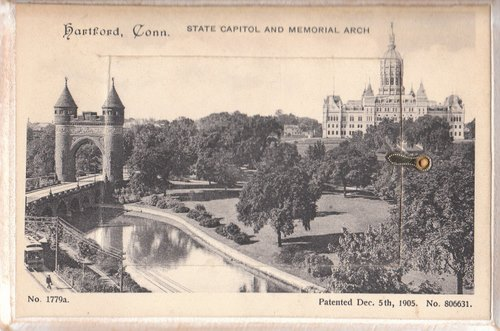 Hartford, Conn. STATE CAPITOL AND MEMORIAL ARCH
No. 1779a. Patented Dec. 5th, 1905. No. 806631.